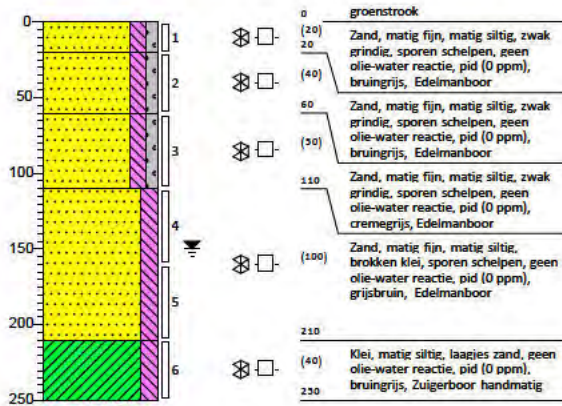 0
50
100
150
200
250
1
2
3
4
5
6
0 groenstrook
(20) Zand, matig fijn, matig siltig, zwak
20 grindig, sporen schelpen, geen
olie-water reactie, pid (0 ppm),
(40) bruingrijs, Edelmanboor
60 Zand, matig fijn, matig siltig, zwak
grindig, sporen schelpen, geen
(50) olie-water reactie, pid (0 ppm),
bruingrijs, Edelmanboor
110 Zand, matig fijn, matig siltig, zwak
grindig, sporen schelpen, geen
olie-water reactie, pid (0 ppm),
cremegrijs, Edelmanboor
Zand, matig fijn, matig siltig,
(100) brokken klei, sporen schelpen, geen
olie-water reactie, pid (0 ppm),
grijsbruin, Edelmanboor
210
(40) Klei, matig siltig, laagjes zand, geen
olie-water reactie, pid (0 ppm),
250 bruingrijs, Zuigerboor handmatig